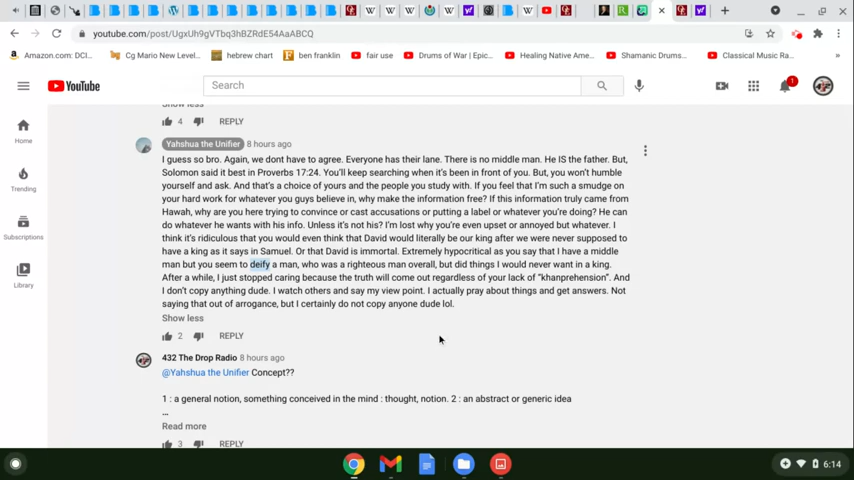 youtube.com/post/UgxUh9gVTbq3hBZRdE54AaABCQ
Amazon.com: DCI...
Cg Mario New Level...
hebrew chart
ben franklin
fair use
Drums of War | Epic...
Healing Native Ame...
Shamanic Drums...
Classical Music Ra...
»
YouTube
Search
1
Home
Trending
Subscriptions
Library
Show less
4 REPLY
Yahshua the Unifier 8 hours ago
I guess so bro. Again, we dont have to agree. Everyone has their lane. There is no middle man. He IS the father. But,
Solomon said it best in Proverbs 17:24. You'll keep searching when it's been in front of you. But, you won't humble
yourself and ask. And that's a choice of yours and the people you study with. If you feel that I'm such a smudge on
your hard work for whatever you guys believe in, why make the information free? If this information truly came from
Hawah, why are you here trying to convince or cast accusations or putting a label or whatever you're doing? He can
do whatever he wants with his info. Unless it's not his? I'm lost why you're even upset or annoyed but whatever. I
think it's ridiculous that you would even think that David would literally be our king after we were never supposed to
have a king as it says in Samuel. Or that David is immortal. Extremely hypocritical as you say that I have a middle
man but you seem to deify a man, who was a righteous man overall, but did things I would never want in a king.
After a while, I just stopped caring because the truth will come out regardless of your lack of "khanprehension". And
I don't copy anything dude. I watch others and say my view point. I actually pray about things and get answers. Not
saying that out of arrogance, but I certainly do not copy anyone dude lol.
Show less
2 REPLY
432 The Drop Radio 8 hours ago
@Yahshua the Unifier Concept??
1 : a general notion, something conceived in the mind : thought, notion. 2 : an abstract or generic idea
...
Read more
3 REPLY
6:14